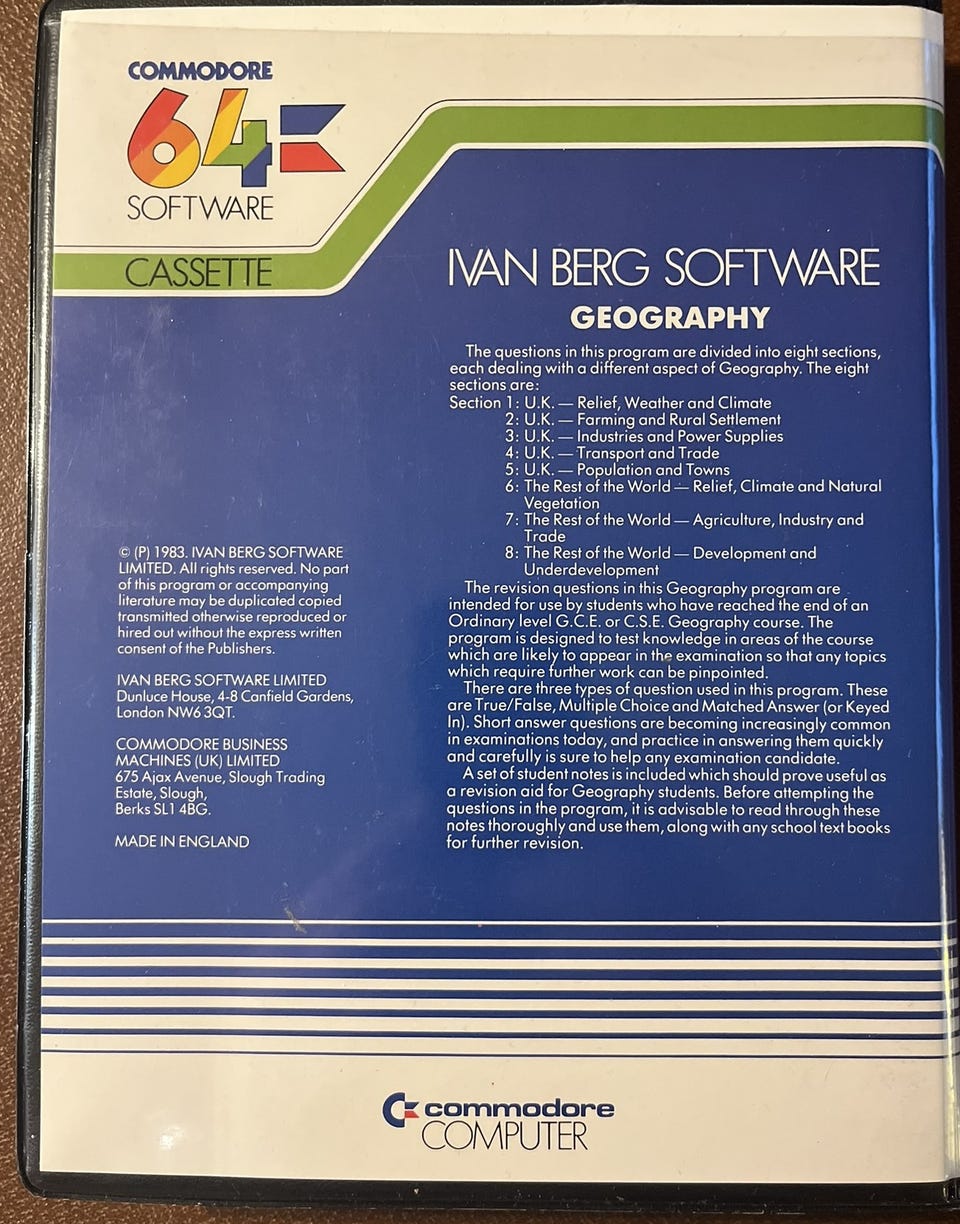 COMMODORE
64
SOFTWARE
CASSETTE
IVAN BERG SOFTWARE
GEOGRAPHY
The questions in this program are divided into eight sections,
each dealing with a different aspect of Geography. The eight
sections are:
Section 1: U.K. — Relief, Weather and Climate
2: U.K. — Farming and Rural Settlement
3: U.K. — Industries and Power Supplies
4: U.K. — Transport and Trade
5: U.K. — Population and Towns
6: The Rest of the World — Relief, Climate and Natural
Vegetation
7: The Rest of the World — Agriculture, Industry and
Trade
8: The Rest of the World — Development and
Underdevelopment
The revision questions in this Geography program are
intended for use by students who have reached the end of an
Ordinary level G.C.E. or C.S.E. Geography course. The
program is designed to test knowledge in areas of the course
which are likely to appear in the examination so that any topics
which require further work can be pinpointed.
There are three types of question used in this program. These
are True/False, Multiple Choice and Matched Answer (or Keyed
In). Short answer questions are becoming increasingly common
in examinations today, and practice in answering them quickly
and carefully is sure to help any examination candidate.
A set of student notes is included which should prove useful as
a revision aid for Geography students. Before attempting the
questions in the program, it is advisable to read through these
notes thoroughly and use them, along with any school text books
for further revision.
© (P) 1983. IVAN BERG SOFTWARE
LIMITED. All rights reserved. No part
of this program or accompanying
literature may be duplicated copied
transmitted otherwise reproduced or
hired out without the express written
consent of the Publishers.
IVAN BERG SOFTWARE LIMITED
Dunluce House, 4-8 Canfield Gardens,
London NW6 3QT.
COMMODORE BUSINESS
MACHINES (UK) LIMITED
675 Ajax Avenue, Slough Trading
Estate, Slough,
Berks SL1 4BG.
MADE IN ENGLAND
commodore
COMPUTER